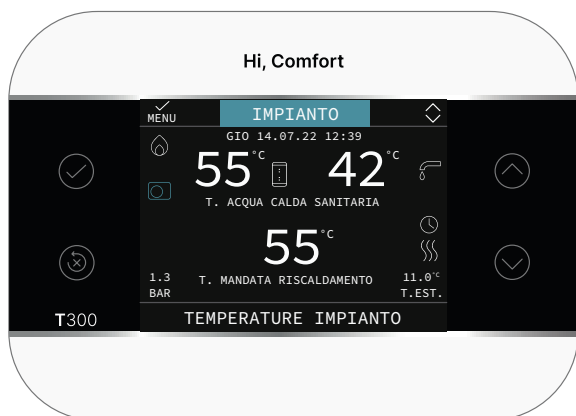 Hi, Comfort
MENU
IMPIANTO
GIO 14.07.22 12:39
55°C 42°C
T. ACQUA CALDA SANITARIA
55°C
1.3 BAR
T. MANDATA RISCALDAMENTO
11.0°C T.EST.
T300
TEMPERATURE IMPIANTO